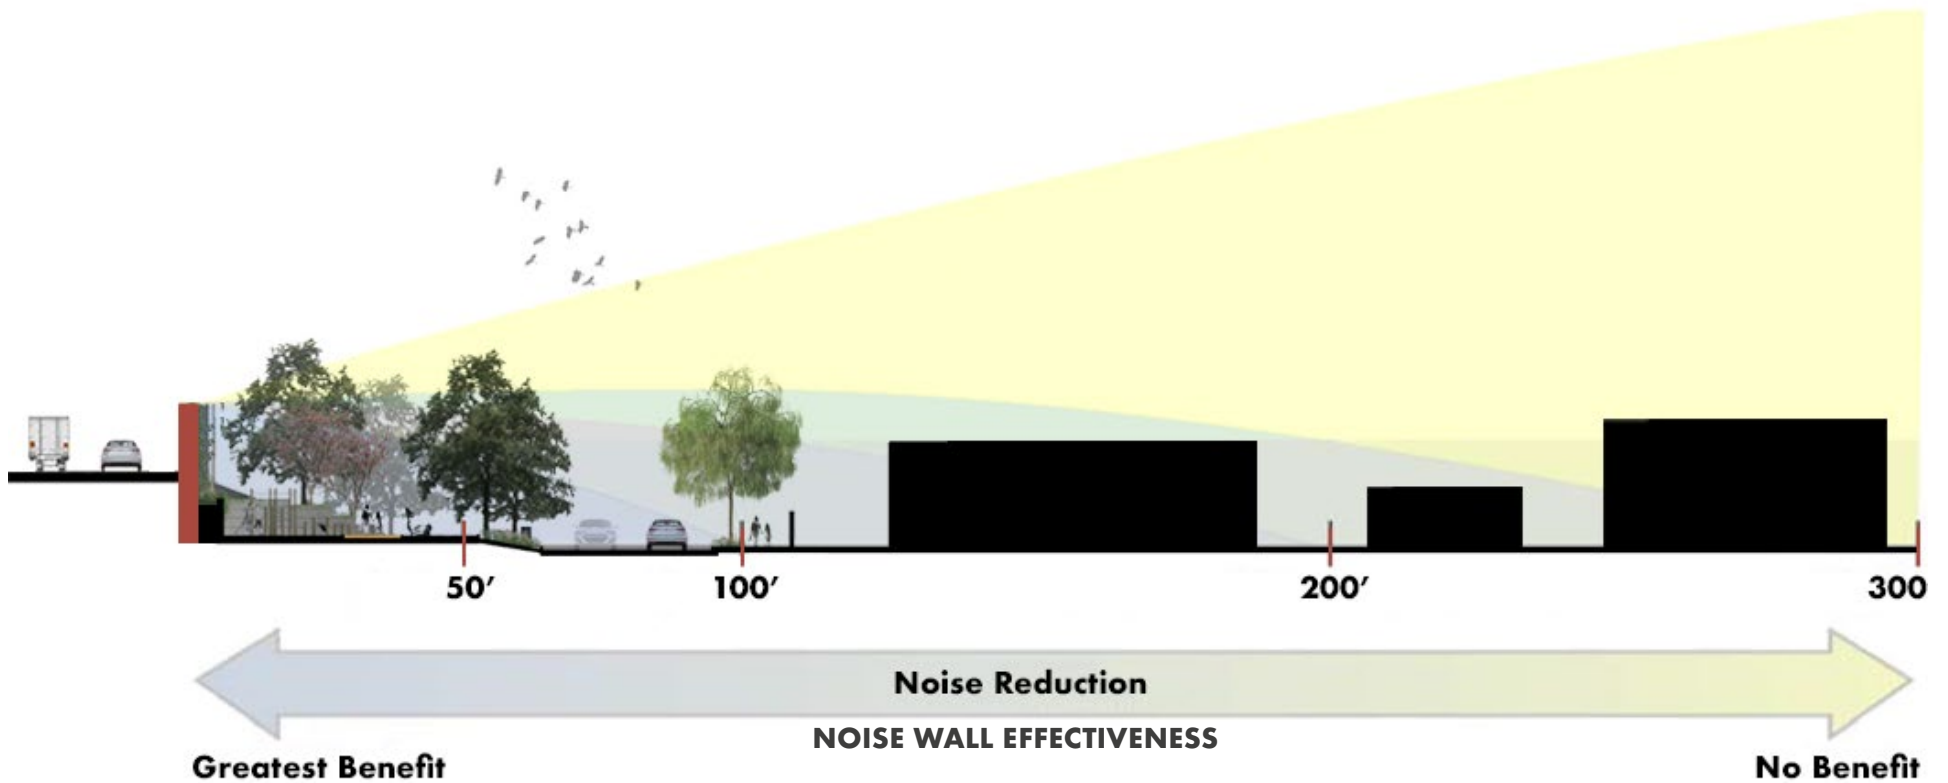 50’
100’
200’
300
Noise Reduction
NOISE WALL EFFECTIVENESS
Greatest Benefit
No Benefit